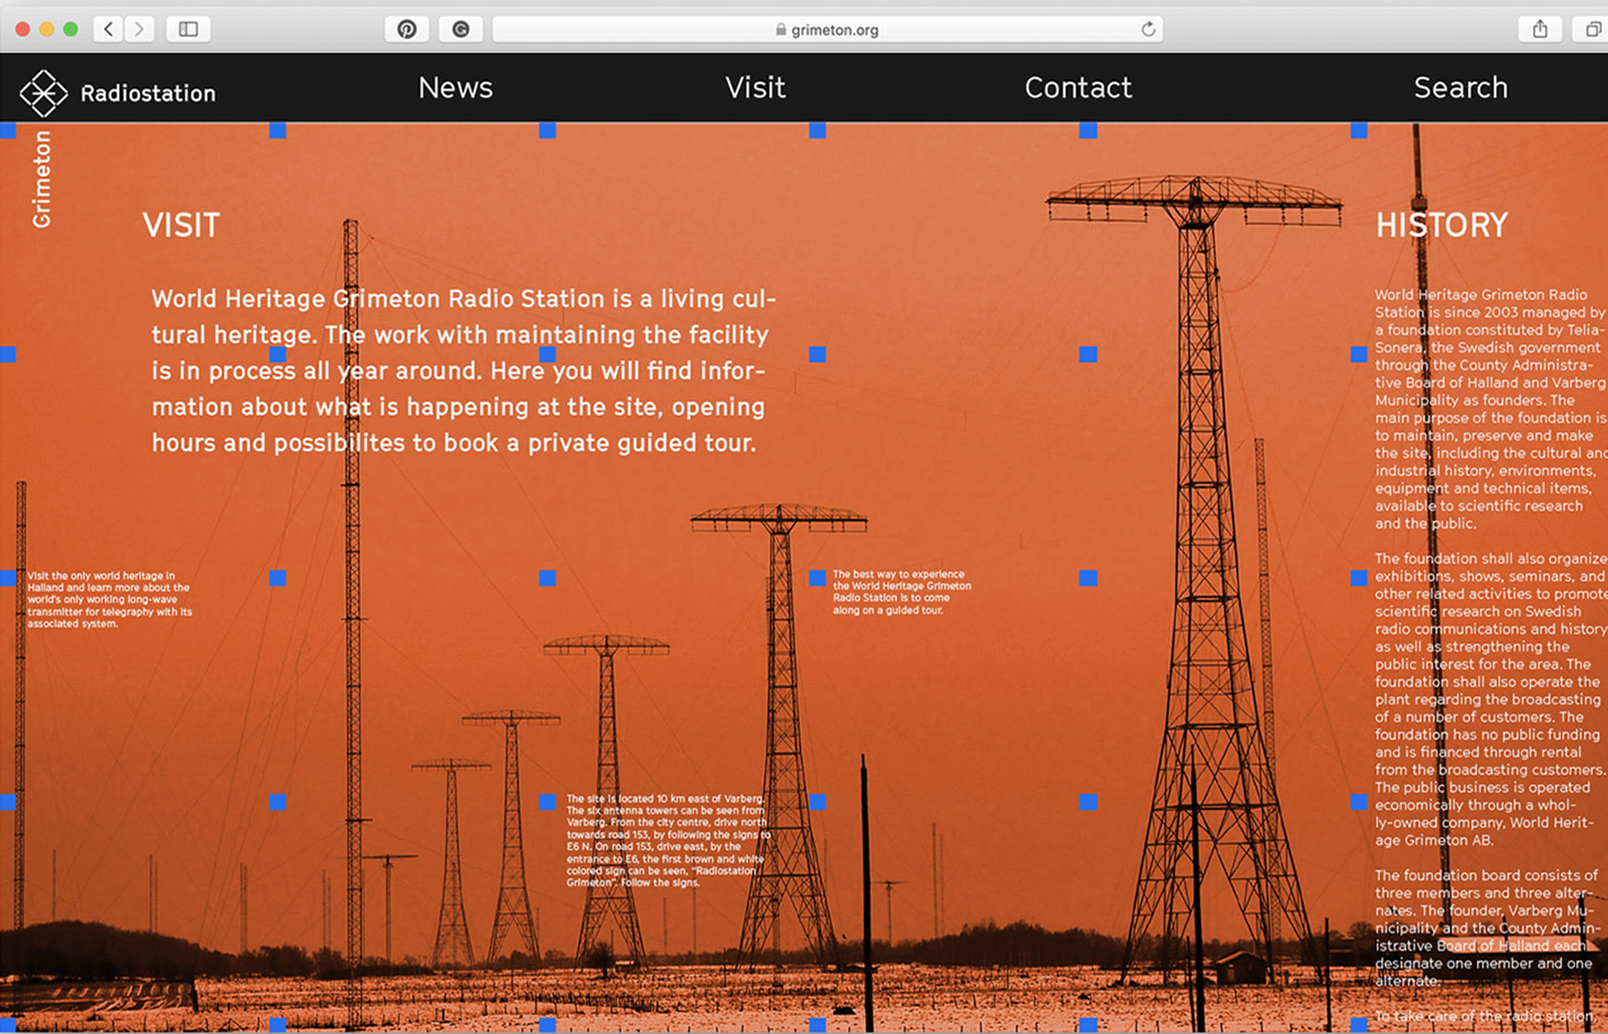 grimeton.org
Radiostation
Grimeton
News
Visit
Contact
Search
VISIT
World Heritage Grimeton Radio Station is a living cul-
tural heritage. The work with maintaining the facility
is in process all year around. Here you will find infor-
mation about what is happening at the site, opening
hours and possibilites to book a private guided tour.
Visit the only world heritage in
Halland and learn more about the
world's only working long-wave
transmitter for telegraphy with its
associated system.
The site is located 10 km east of Varberg.
The six antenna towers can be seen from
Varberg. From the city centre, drive north
towards road 153, by following the signs to
E6 N. On road 153, drive east, by the
entrance to E6, the first brown and white
colored sign can be seen, "Radiostation
Grimeton". Follow the signs.
The best way to experience
the World Heritage Grimeton
Radio Station is to come
along on a guided tour.
HISTORY
World Heritage Grimeton Radio
Station is since 2003 managed by
a foundation constituted by Telia-
Sonera, the Swedish government
through the County Administra-
tive Board of Halland and Varberg
Municipality as founders. The
main purpose of the foundation is
to maintain, preserve and make
the site, including the cultural and
industrial history, environments,
equipment and technical items,
available to scientific research
and the public.
The foundation shall also organize
exhibitions, shows, seminars, and
other related activities to promote
scientific research on Swedish
radio communications and history
as well as strengthening the
public interest for the area. The
foundation shall also operate the
plant regarding the broadcasting
of a number of customers. The
foundation has no public funding
and is financed through rental
from the broadcasting customers.
The public business is operated
economically through a whol-
ly-owned company, World Herit-
age Grimeton AB.
The foundation board consists of
three members and three alter-
nates. The founder, Varberg Mu-
nicipality and the County Admin-
istrative Board of Halland each
designate one member and one
alternate.
To take care of the radio station,